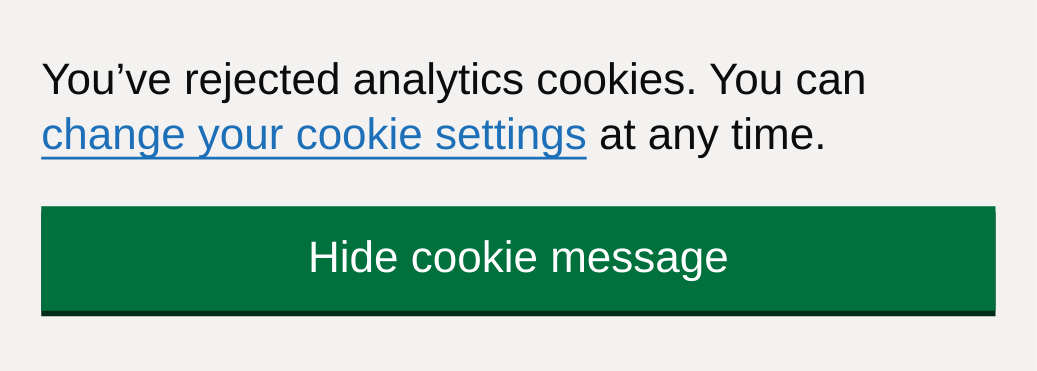 You’ve rejected analytics cookies. You can
change your cookie settings at any time.
Hide cookie message